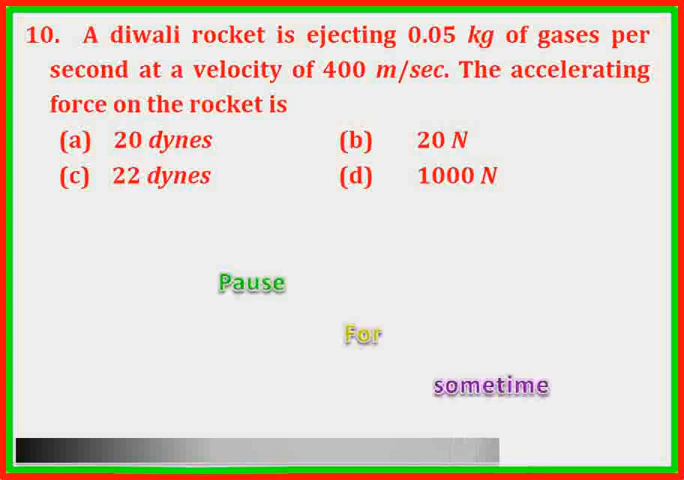 10. A diwali rocket is ejecting 0.05 kg of gases per
second at a velocity of 400 m/sec. The accelerating
force on the rocket is
(a) 20 dynes (b) 20 N
(c) 22 dynes (d) 1000 N
Pause
For
sometime